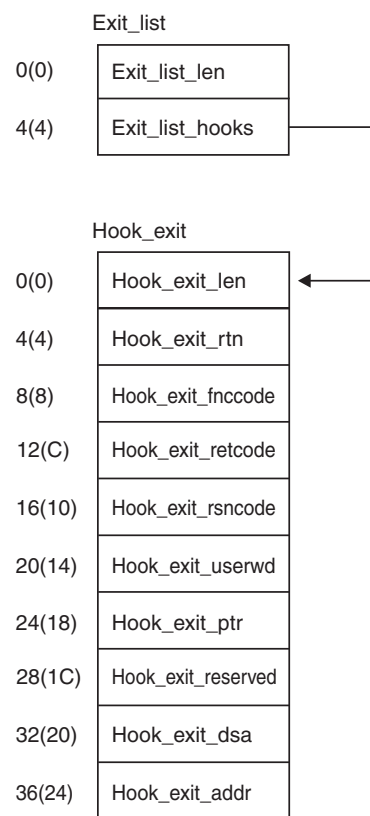 Exit_list
0(0) Exit_list_len
4(4) Exit_list_hooks
Hook_exit
0(0) Hook_exit_len
4(4) Hook_exit_rtn
8(8) Hook_exit_fnccode
12(C) Hook_exit_retcode
16(10) Hook_exit_rsncode
20(14) Hook_exit_userwd
24(18) Hook_exit_ptr
28(1C) Hook_exit_reserved
32(20) Hook_exit_dsa
36(24) Hook_exit_addr